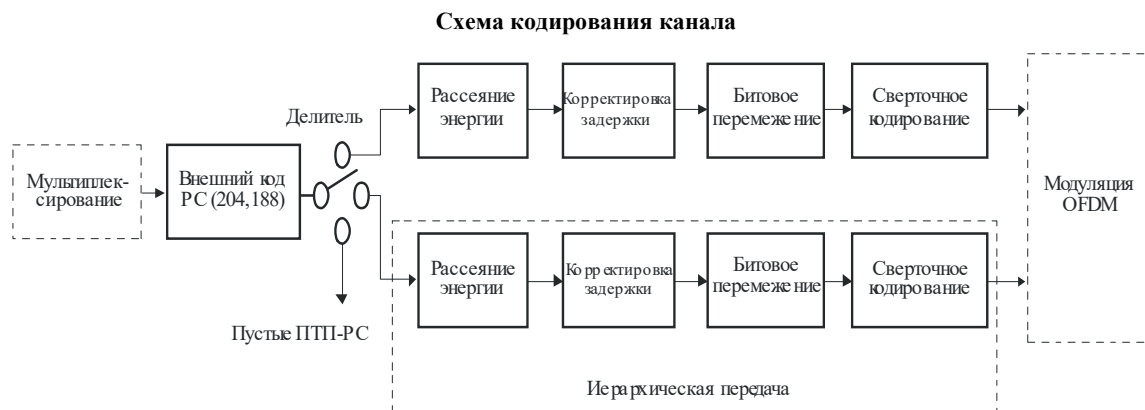 Схема кодирования канала
Делитель
Мультиплек-
сирование
Внешний код
РС (204,188)
Рассеяние
энергии
Корректировка
задержки
Битовое
перемежение
Сверточное
кодирование
Модуляция
OFDM
Рассеяние
энергии
Корректировка
задержки
Битовое
перемежение
Сверточное
кодирование
Пустые ПТП-РС
Иерархическая передача